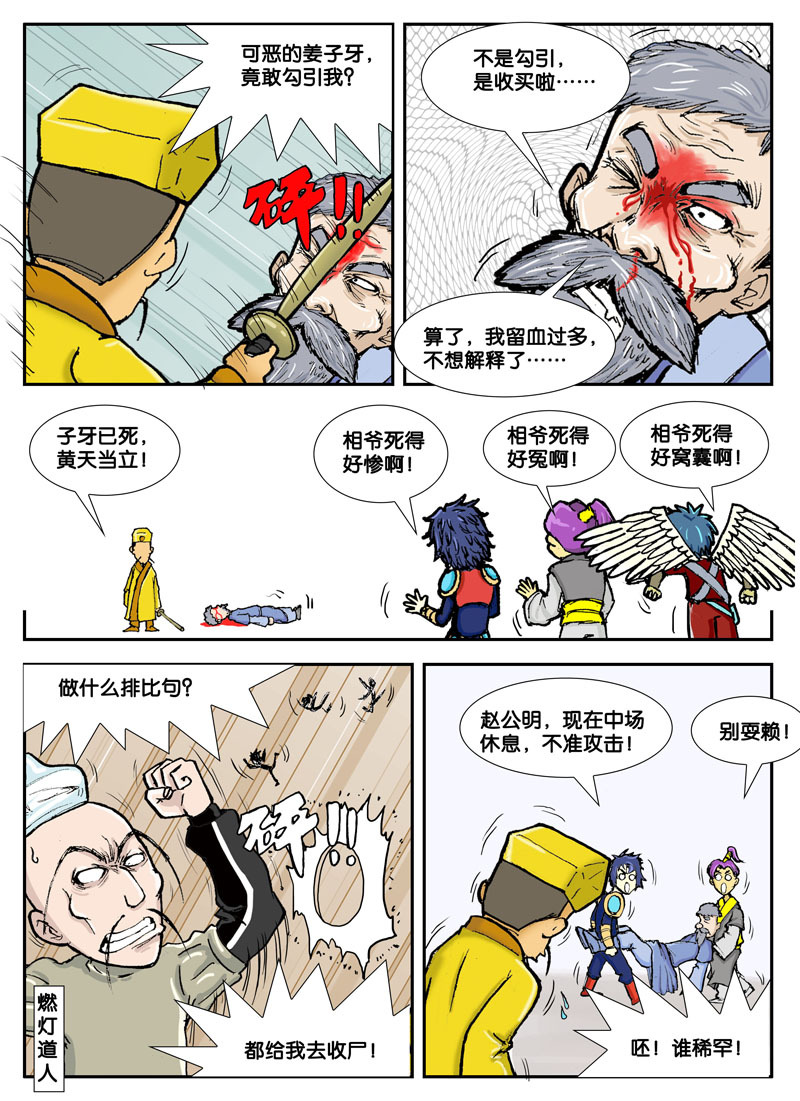 可恶的姜子牙，
竟敢勾引我？
砰！！
不是勾引，
是收买啦……
算了，我留血过多，
不想解释了……
子牙已死，
黄天当立！
相爷死得
好惨啊！
相爷死得
好冤啊！
相爷死得
好窝囊啊！
做什么排比句？
砰！！
都给我去收尸！
燃灯道人
赵公明，现在中场
休息，不准攻击！
别耍赖！
呸！谁稀罕！